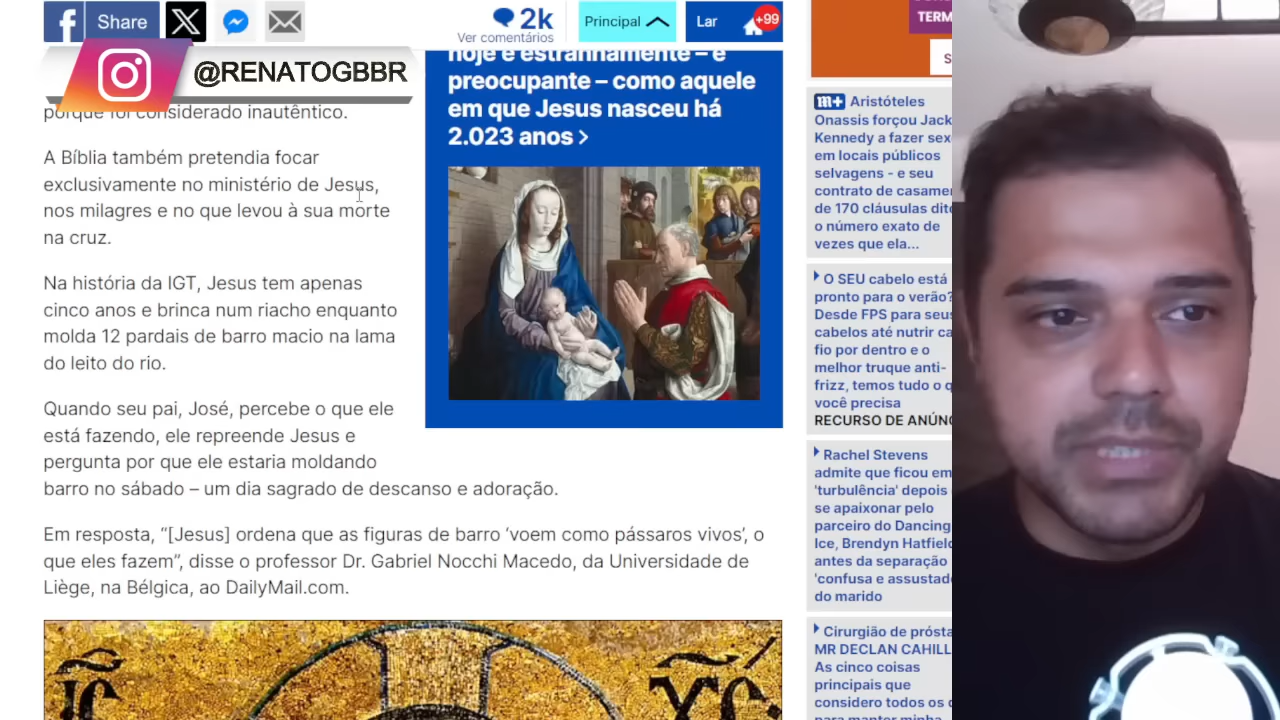 Share
2k
Ver comentários
Principal
Lar
+99
@RENATOGBBR
porque foi considerado inautêntico.
A Bíblia também pretendia focar
exclusivamente no ministério de Jesus,
nos milagres e no que levou à sua morte
na cruz.
Na história da IGT, Jesus tem apenas
cinco anos e brinca num riacho enquanto
molda 12 pardais de barro macio na lama
do leito do rio.
Quando seu pai, José, percebe o que ele
está fazendo, ele repreende Jesus e
pergunta por que ele estaria moldando
barro no sábado – um dia sagrado de descanso e adoração.
Em resposta, “[Jesus] ordena que as figuras de barro ‘voem como pássaros vivos’, o
que eles fazem”, disse o professor Dr. Gabriel Nocchi Macedo, da Universidade de
Liège, na Bélgica, ao DailyMail.com.
hoje é estranhamente – e
preocupante – como aquele
em que Jesus nasceu há
2.023 anos >
TERM
S
m+ Aristóteles
Onassis forçou Jack
Kennedy a fazer sex
em locais públicos
selvagens - e seu
contrato de casame
de 170 cláusulas dit
o número exato de
vezes que ela...
O SEU cabelo está
pronto para o verão?
Desde FPS para seus
cabelos até nutrir ca
fio por dentro e o
melhor truque anti-
frizz, temos tudo o q
você precisa
RECURSO DE ANÚN
Rachel Stevens
admite que ficou em
'turbulência' depois
se apaixonar pelo
parceiro do Dancing
Ice, Brendyn Hatfield
antes da separação
'confusa e assustad
do marido
Cirurgião de prósta
MR DECLAN CAHILL
As cinco coisas
principais que
considero todos os d
para manter minha